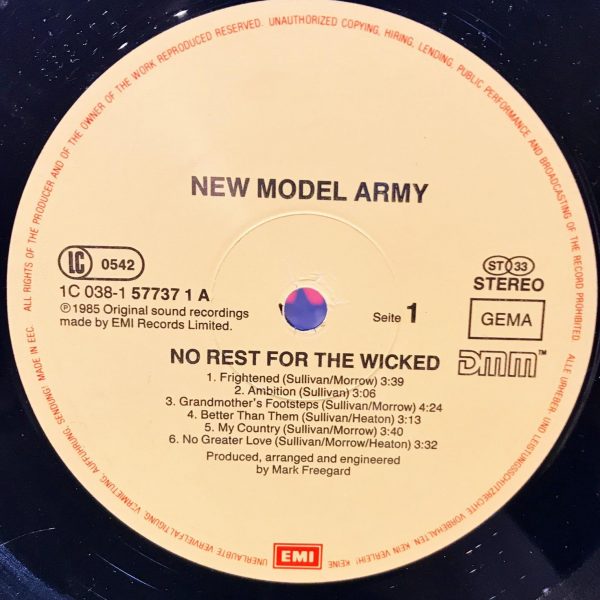 ALL RIGHTS OF THE PRODUCER AND OF THE OWNER OF THE WORK REPRODUCED RESERVED. UNAUTHORIZED COPYING, HIRING, LENDING, PUBLIC PERFORMANCE AND BROADCASTING OF THE RECORD PROHIBITED.
ALLE URHEBER- UND LEISTUNGSSCHUTZRECHTE VORBEHALTEN. KEIN VERLEIH! KEINE UNERLAUBTE VERVIELFÄLTIGUNG, VERMIETUNG, AUFFÜHRUNG, SENDUNG! MADE IN EEC.
NEW MODEL ARMY
LC 0542
1C 038-1 57737 1 A
℗1985 Original sound recordings
made by EMI Records Limited.
Seite 1
ST 33
STEREO
GEMA
DMM™
NO REST FOR THE WICKED
1. Frightened (Sullivan/Morrow) 3:39
2. Ambition (Sullivan) 3:06
3. Grandmother's Footsteps (Sullivan/Morrow) 4:24
4. Better Than Them (Sullivan/Heaton) 3:13
5. My Country (Sullivan/Morrow) 3:40
6. No Greater Love (Sullivan/Morrow/Heaton) 3:32
Produced, arranged and engineered
by Mark Freegard
EMI